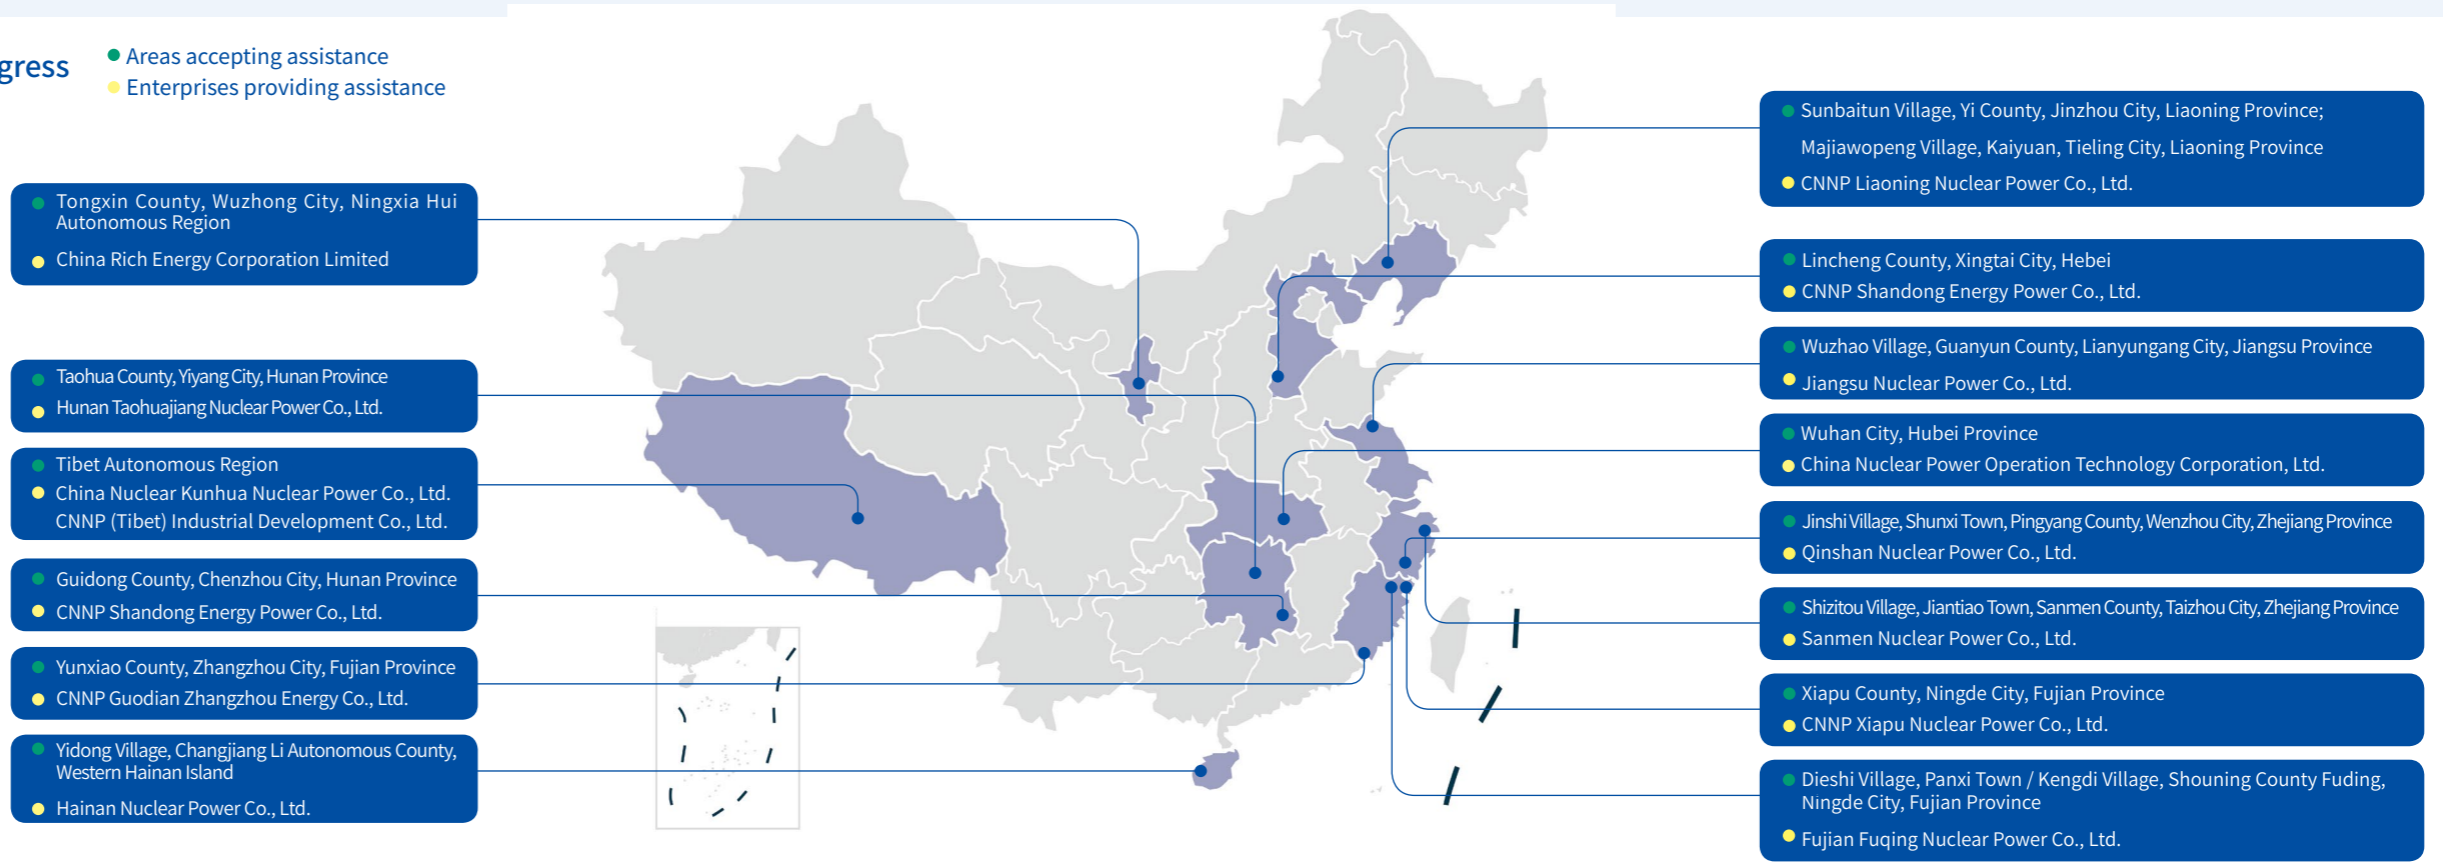 gress
Areas accepting assistance
Enterprises providing assistance
Tongxin County, Wuzhong City, Ningxia Hui
Autonomous Region
China Rich Energy Corporation Limited
Taohua County, Yiyang City, Hunan Province
Hunan Taohuajiang Nuclear Power Co., Ltd.
Tibet Autonomous Region
China Nuclear Kunhua Nuclear Power Co., Ltd.
CNNP (Tibet) Industrial Development Co., Ltd.
Guidong County, Chenzhou City, Hunan Province
CNNP Shandong Energy Power Co., Ltd.
Yunxiao County, Zhangzhou City, Fujian Province
CNNP Guodian Zhangzhou Energy Co., Ltd.
Yidong Village, Changjiang Li Autonomous County,
Western Hainan Island
Hainan Nuclear Power Co., Ltd.
Sunbaitun Village, Yi County, Jinzhou City, Liaoning Province;
Majiawopeng Village, Kaiyuan, Tieling City, Liaoning Province
CNNP Liaoning Nuclear Power Co., Ltd.
Lincheng County, Xingtai City, Hebei
CNNP Shandong Energy Power Co., Ltd.
Wuzhao Village, Guanyun County, Lianyungang City, Jiangsu Province
Jiangsu Nuclear Power Co., Ltd.
Wuhan City, Hubei Province
China Nuclear Power Operation Technology Corporation, Ltd.
Jinshi Village, Shunxi Town, Pingyang County, Wenzhou City, Zhejiang Province
Qinshan Nuclear Power Co., Ltd.
Shizitou Village, Jiantiao Town, Sanmen County, Taizhou City, Zhejiang Province
Sanmen Nuclear Power Co., Ltd.
Xiapu County, Ningde City, Fujian Province
CNNP Xiapu Nuclear Power Co., Ltd.
Dieshi Village, Panxi Town / Kengdi Village, Shouning County Fuding,
Ningde City, Fujian Province
Fujian Fuqing Nuclear Power Co., Ltd.